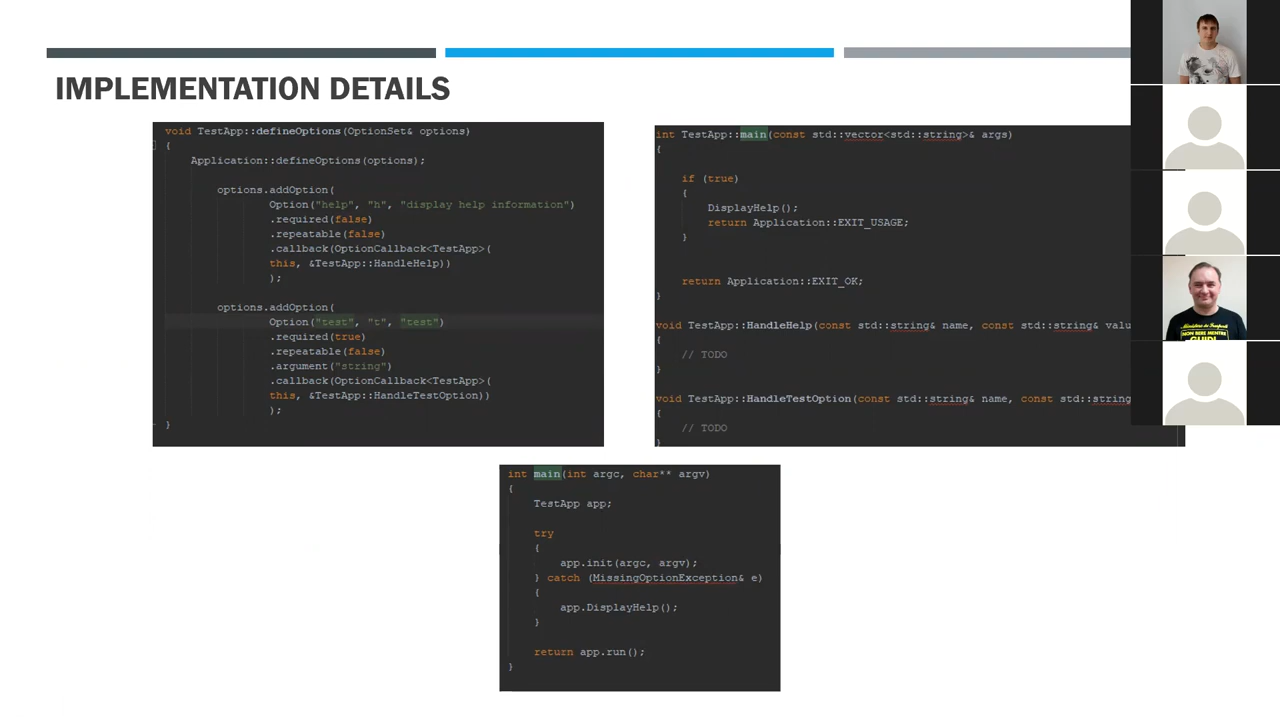 IMPLEMENTATION DETAILS
void TestApp::defineOptions(OptionSet& options)
{
Application::defineOptions(options);
options.addOption(
Option("help", "h", "display help information")
.required(false)
.repeatable(false)
.callback(OptionCallback<TestApp>(
this, &TestApp::HandleHelp))
);
options.addOption(
Option("test", "t", "test")
.required(true)
.repeatable(false)
.argument("string")
.callback(OptionCallback<TestApp>(
this, &TestApp::HandleTestOption))
);
}
int TestApp::main(const std::vector<std::string>& args)
{
if (true)
{
DisplayHelp();
return Application::EXIT_USAGE;
}
return Application::EXIT_OK;
}
void TestApp::HandleHelp(const std::string& name, const std::string& valu
{
// TODO
}
void TestApp::HandleTestOption(const std::string& name, const std::string
{
// TODO
}
int main(int argc, char** argv)
{
TestApp app;
try
{
app.init(argc, argv);
} catch (MissingOptionException& e)
{
app.DisplayHelp();
}
return app.run();
}
NON BERE MENTRE
GUIDI